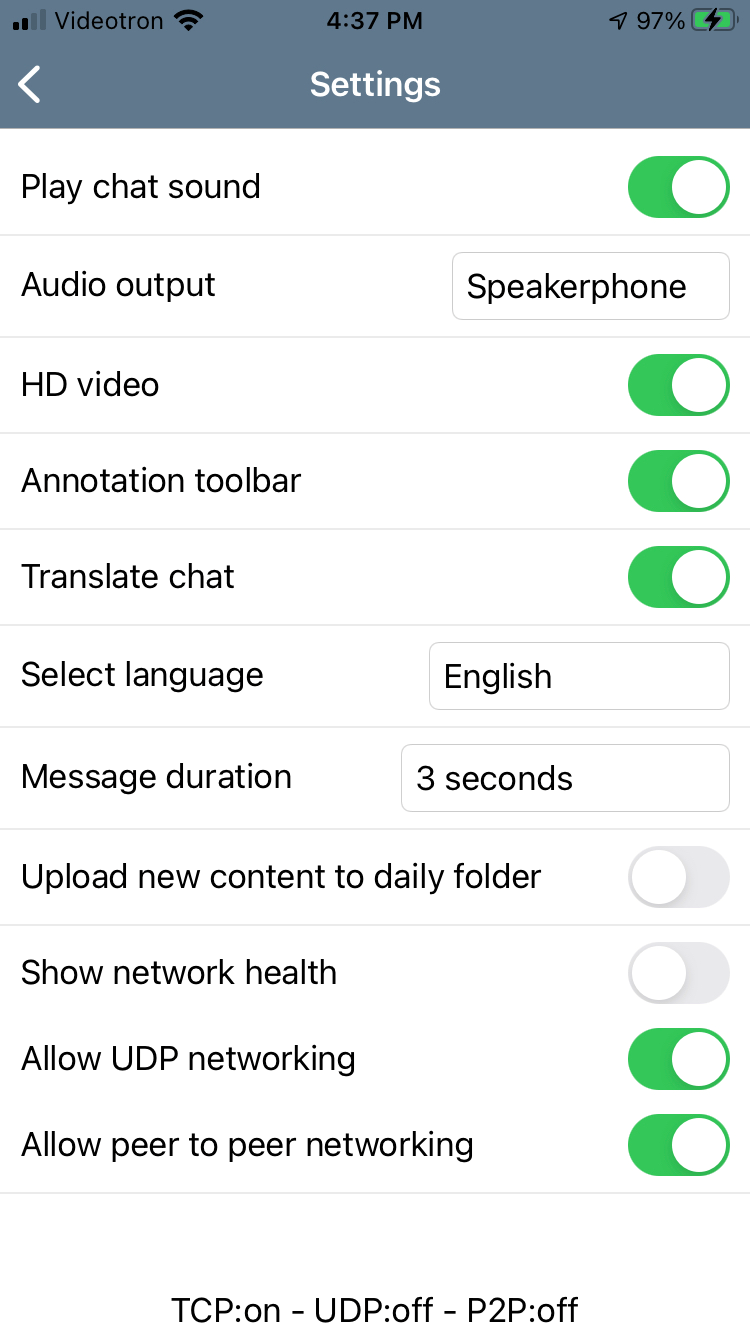 Videotron 4:37 PM 97%
Settings
Play chat sound
Audio output Speakerphone
HD video
Annotation toolbar
Translate chat
Select language English
Message duration 3 seconds
Upload new content to daily folder
Show network health
Allow UDP networking
Allow peer to peer networking
TCP:on - UDP:off - P2P:off